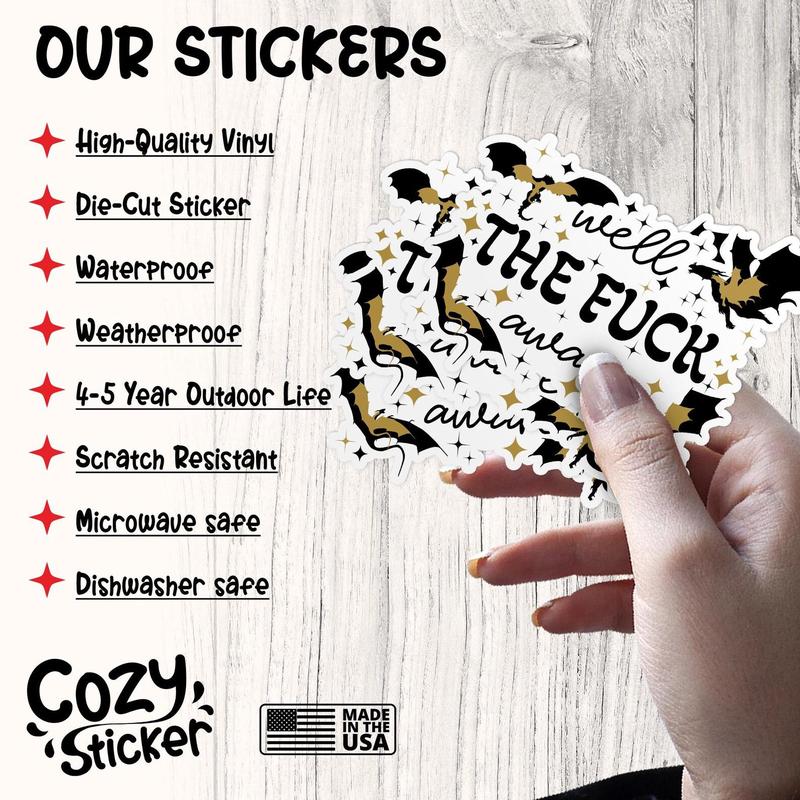 OUR STICKERS
High-Quality Vinyl
Die-Cut Sticker
Waterproof
Weatherproof
4-5 Year Outdoor Life
Scratch Resistant
Microwave safe
Dishwasher safe
well
THE FUCK
T
Cozy
Sticker
MADE
IN THE
USA